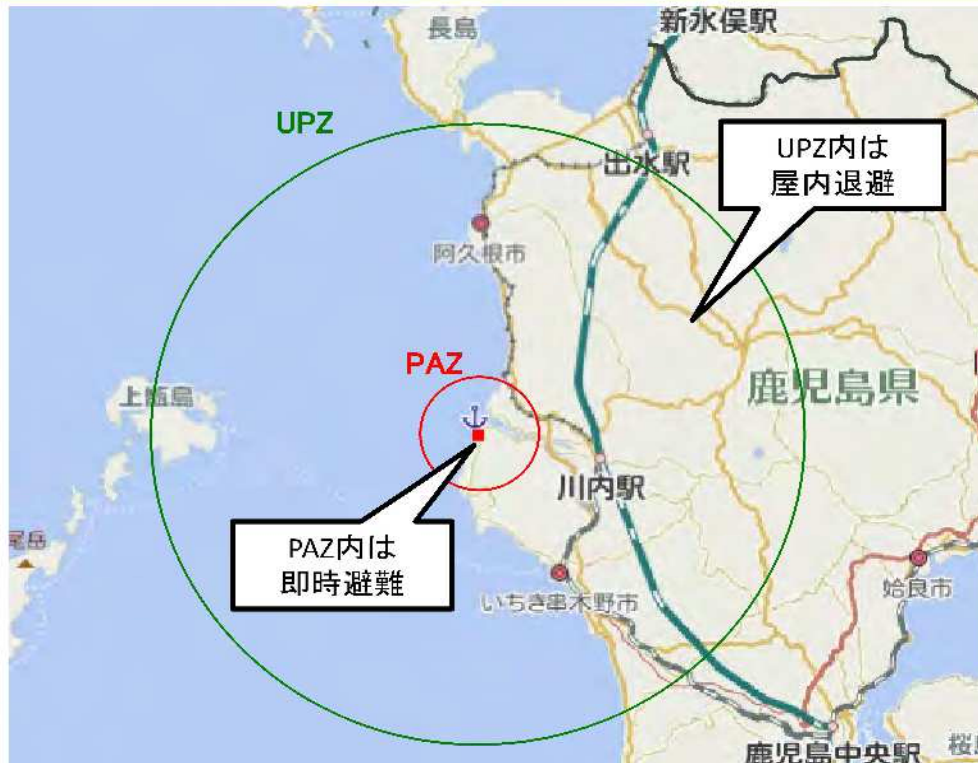 新水俣駅
長島
UPZ
UPZ内は
屋内退避
出水駅
阿久根市
PAZ
上甑島
鹿児島県
川内駅
尾岳
PAZ内は
即時避難
いちき串木野市
姶良市
鹿児島中央駅